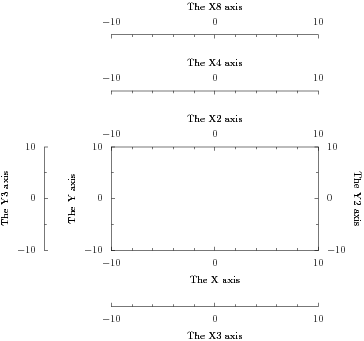 The X8 axis
−10 0 10
The X4 axis
−10 0 10
The X2 axis
−10 0 10
10 10 10
The Y3 axis
0
The Y axis
0 0
The Y2 axis
−10 −10 −10
−10 0 10
The X axis
−10 0 10
The X3 axis